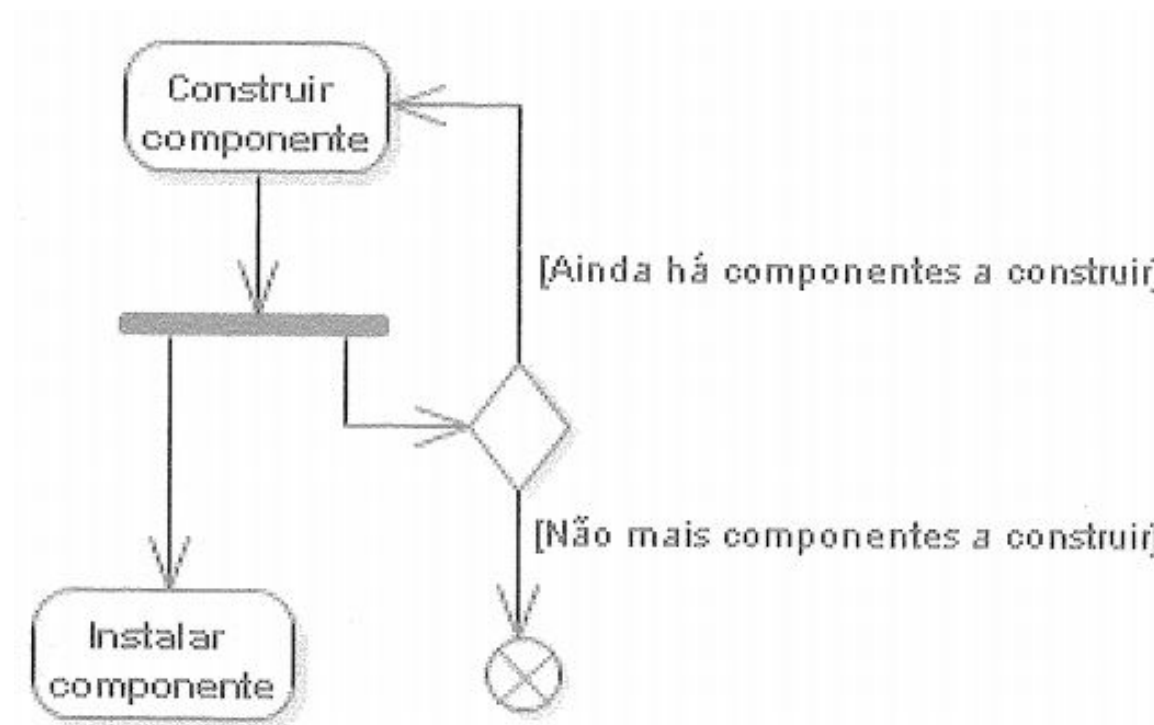 Construir
componente
[Ainda há componentes a construir]
[Não mais componentes a construir]
Instalar
componente